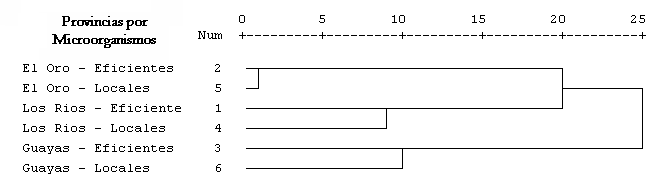 Provincias por
Microorganismos
Num
0 5 10 15 20 25
El Oro - Eficientes 2
El Oro - Locales 5
Los Rios - Eficiente 1
Los Rios - Locales 4
Guayas - Eficientes 3
Guayas - Locales 6